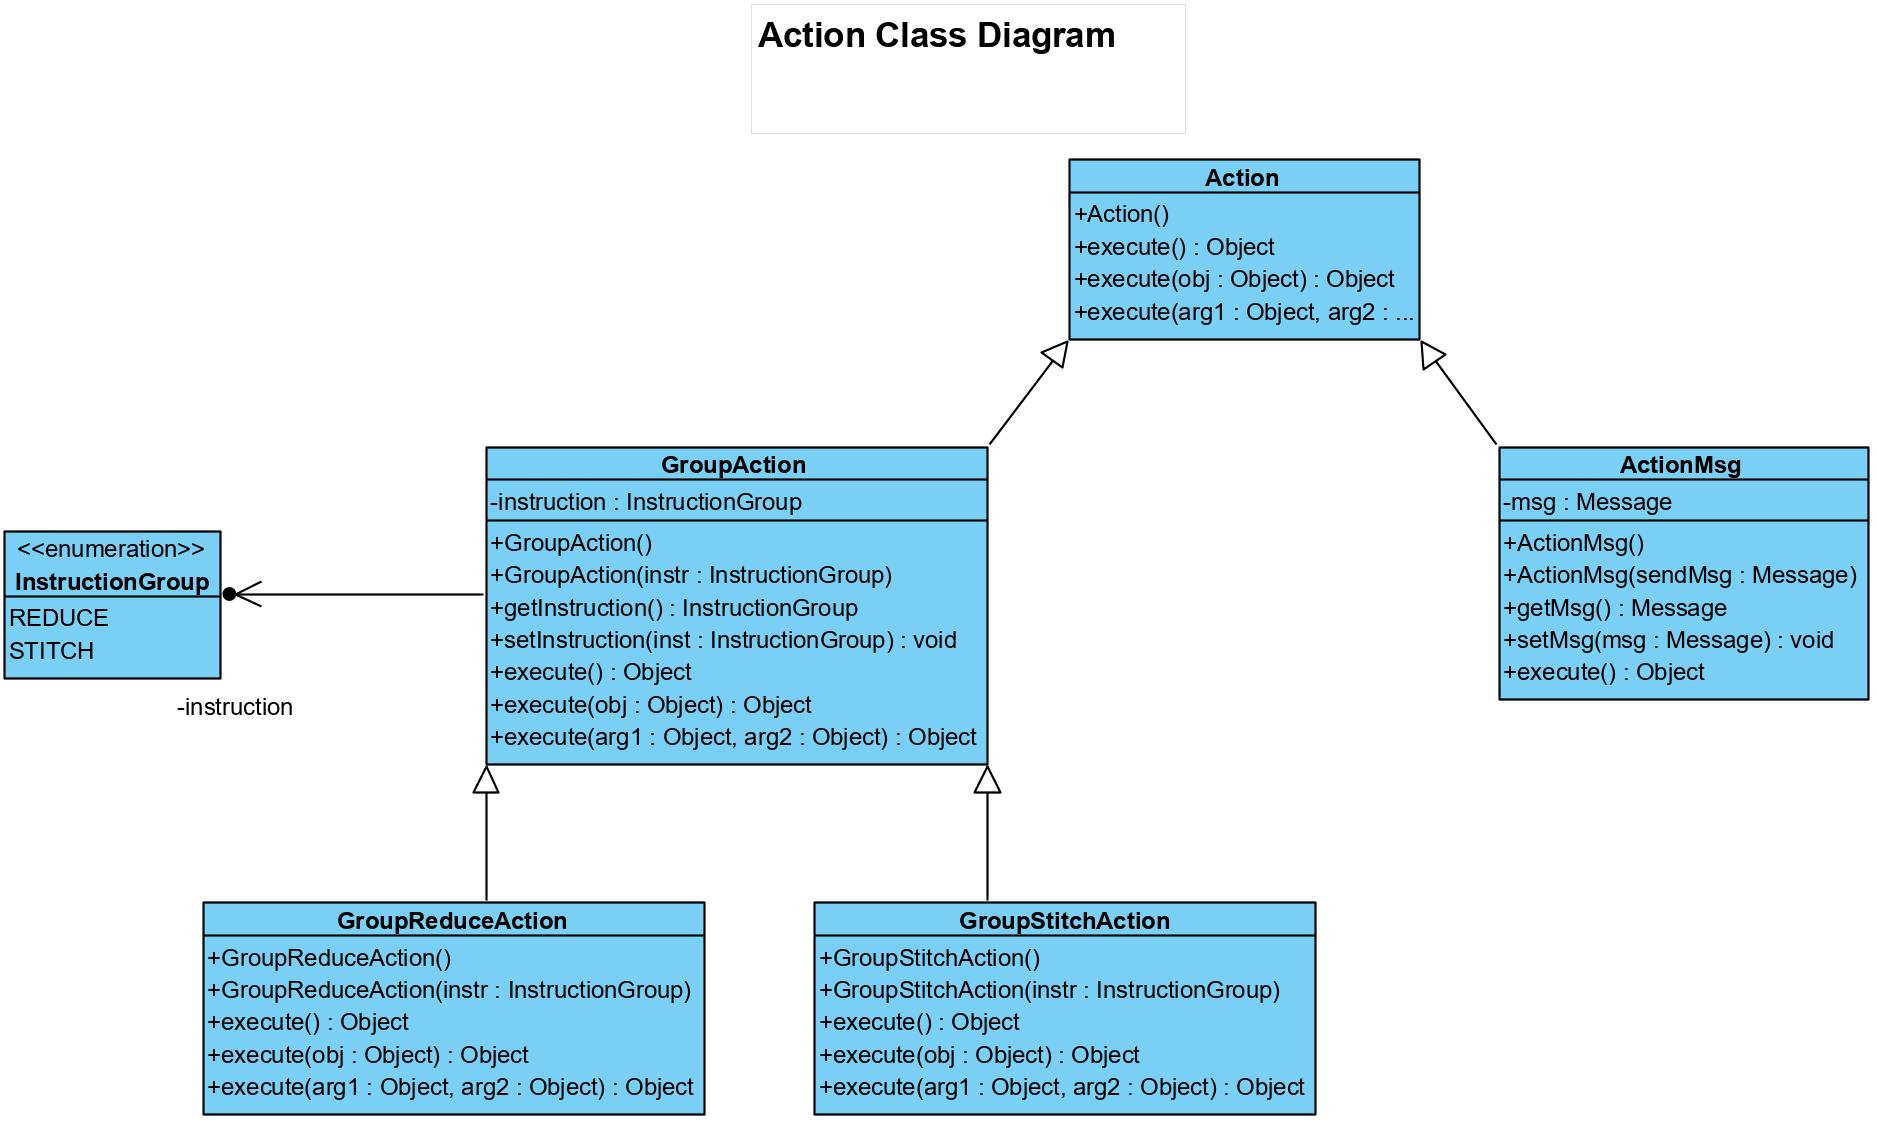 Action Class Diagram
Action
+Action()
+execute() : Object
+execute(obj : Object) : Object
+execute(arg1 : Object, arg2 : ...
GroupAction
-instruction : InstructionGroup
+GroupAction()
+GroupAction(instr : InstructionGroup)
+getInstruction() : InstructionGroup
+setInstruction(inst : InstructionGroup) : void
+execute() : Object
+execute(obj : Object) : Object
+execute(arg1 : Object, arg2 : Object) : Object
ActionMsg
-msg : Message
+ActionMsg()
+ActionMsg(sendMsg : Message)
+getMsg() : Message
+setMsg(msg : Message) : void
+execute() : Object
<<enumeration>>
InstructionGroup
REDUCE
STITCH
-instruction
GroupReduceAction
+GroupReduceAction()
+GroupReduceAction(instr : InstructionGroup)
+execute() : Object
+execute(obj : Object) : Object
+execute(arg1 : Object, arg2 : Object) : Object
GroupStitchAction
+GroupStitchAction()
+GroupStitchAction(instr : InstructionGroup)
+execute() : Object
+execute(obj : Object) : Object
+execute(arg1 : Object, arg2 : Object) : Object